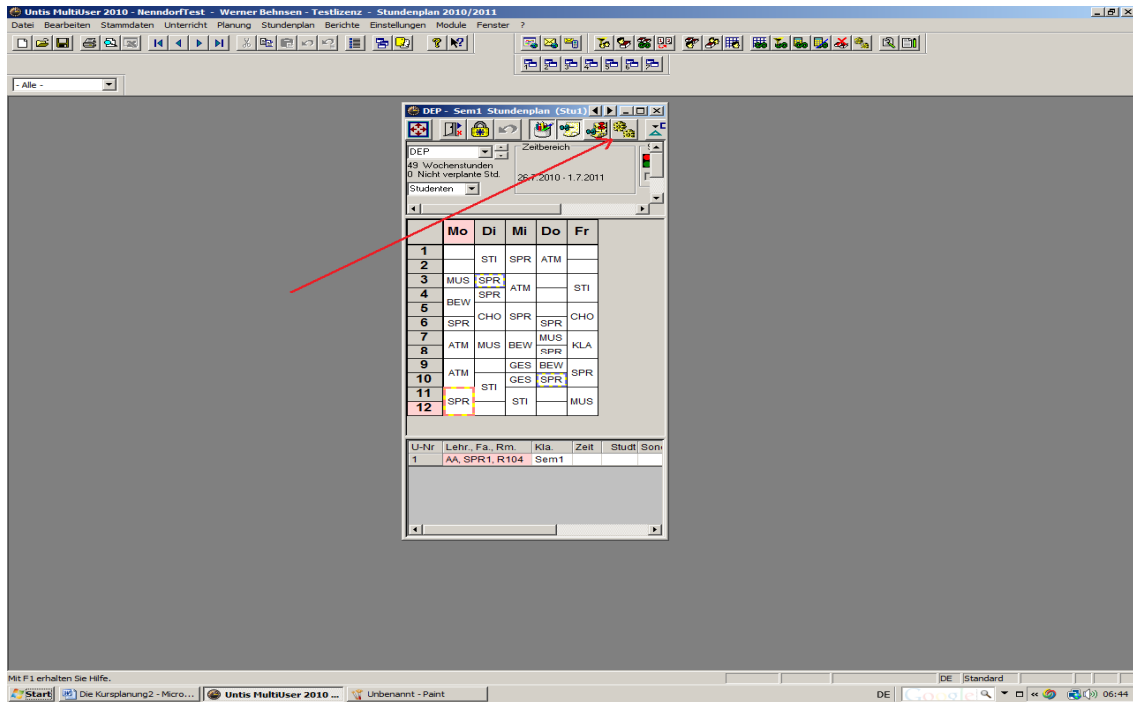 Untis MultiUser 2010 - NenndorfTest - Werner Behnsen - Testlizenz - Stundenplan 2010/2011
Datei Bearbeiten Stammdaten Unterricht Planung Stundenplan Berichte Einstellungen Module Fenster ?
- Alle -
DEP - Sem1 Stundenplan (Stu1)
DEP
Zeitbereich
49 Wochenstunden
0 Nicht verplante Std.
26.7.2010 - 1.7.2011
Studenten
Mo Di Mi Do Fr
1 STI SPR ATM
2
3 MUS SPR ATM STI
4 BEW SPR
5 CHO SPR CHO
6 SPR SPR
7 ATM MUS BEW MUS KLA
8 SPR
9 ATM GES BEW SPR
10 STI GES SPR
11 SPR STI MUS
12
U-Nr Lehr., Fa., Rm. Kla. Zeit Studt Son
1 AA, SPR1, R104 Sem1
Mit F1 erhalten Sie Hilfe.
DE Standard
Start Die Kursplanung2 - Micro... Untis MultiUser 2010 ... Unbenannt - Paint DE Google 06:44